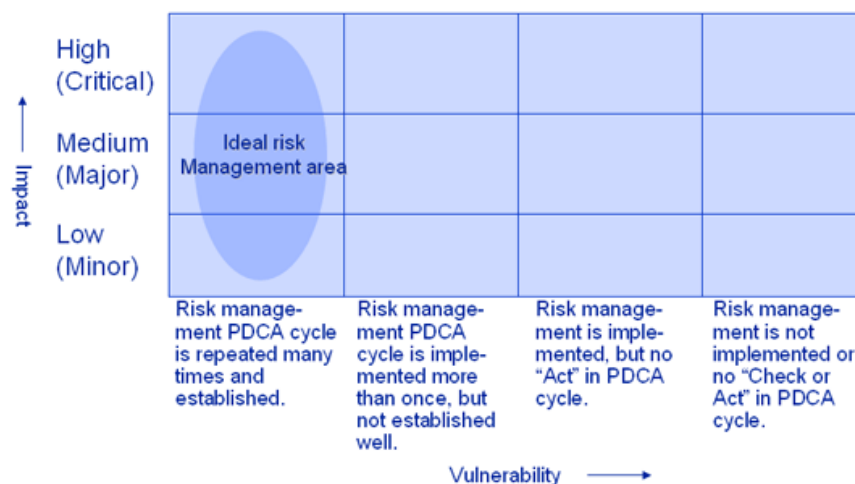 High
(Critical)
Medium
(Major)
Low
(Minor)
Impact
Ideal risk
Management area
Risk manage-
ment PDCA cycle
is repeated many
times and
established.
Risk manage-
ment PDCA
cycle is imple-
mented more
than once, but
not established
well.
Risk manage-
ment is imple-
mented, but no
“Act” in PDCA
cycle.
Risk manage-
ment is not
implemented or
no “Check or
Act” in PDCA
cycle.
Vulnerability